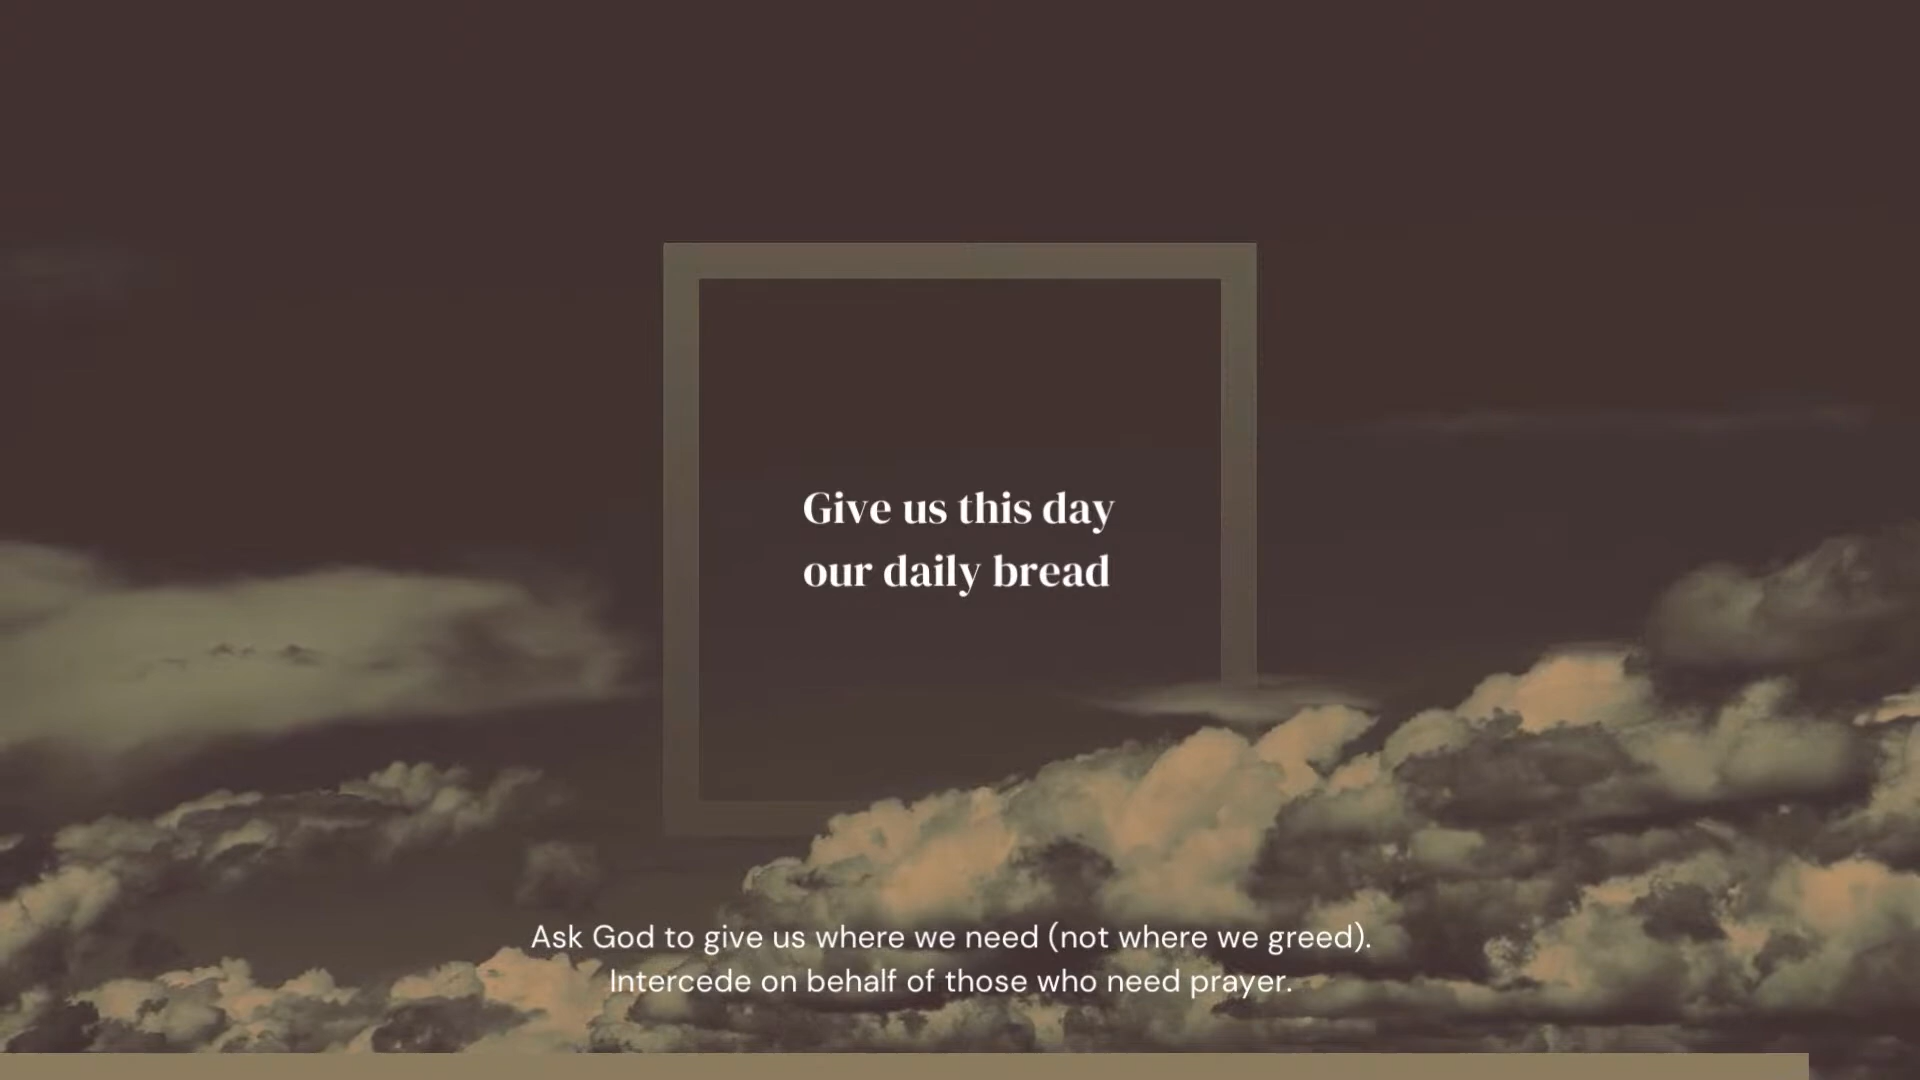 Give us this day
our daily bread
Ask God to give us where we need (not where we greed).
Intercede on behalf of those who need prayer.